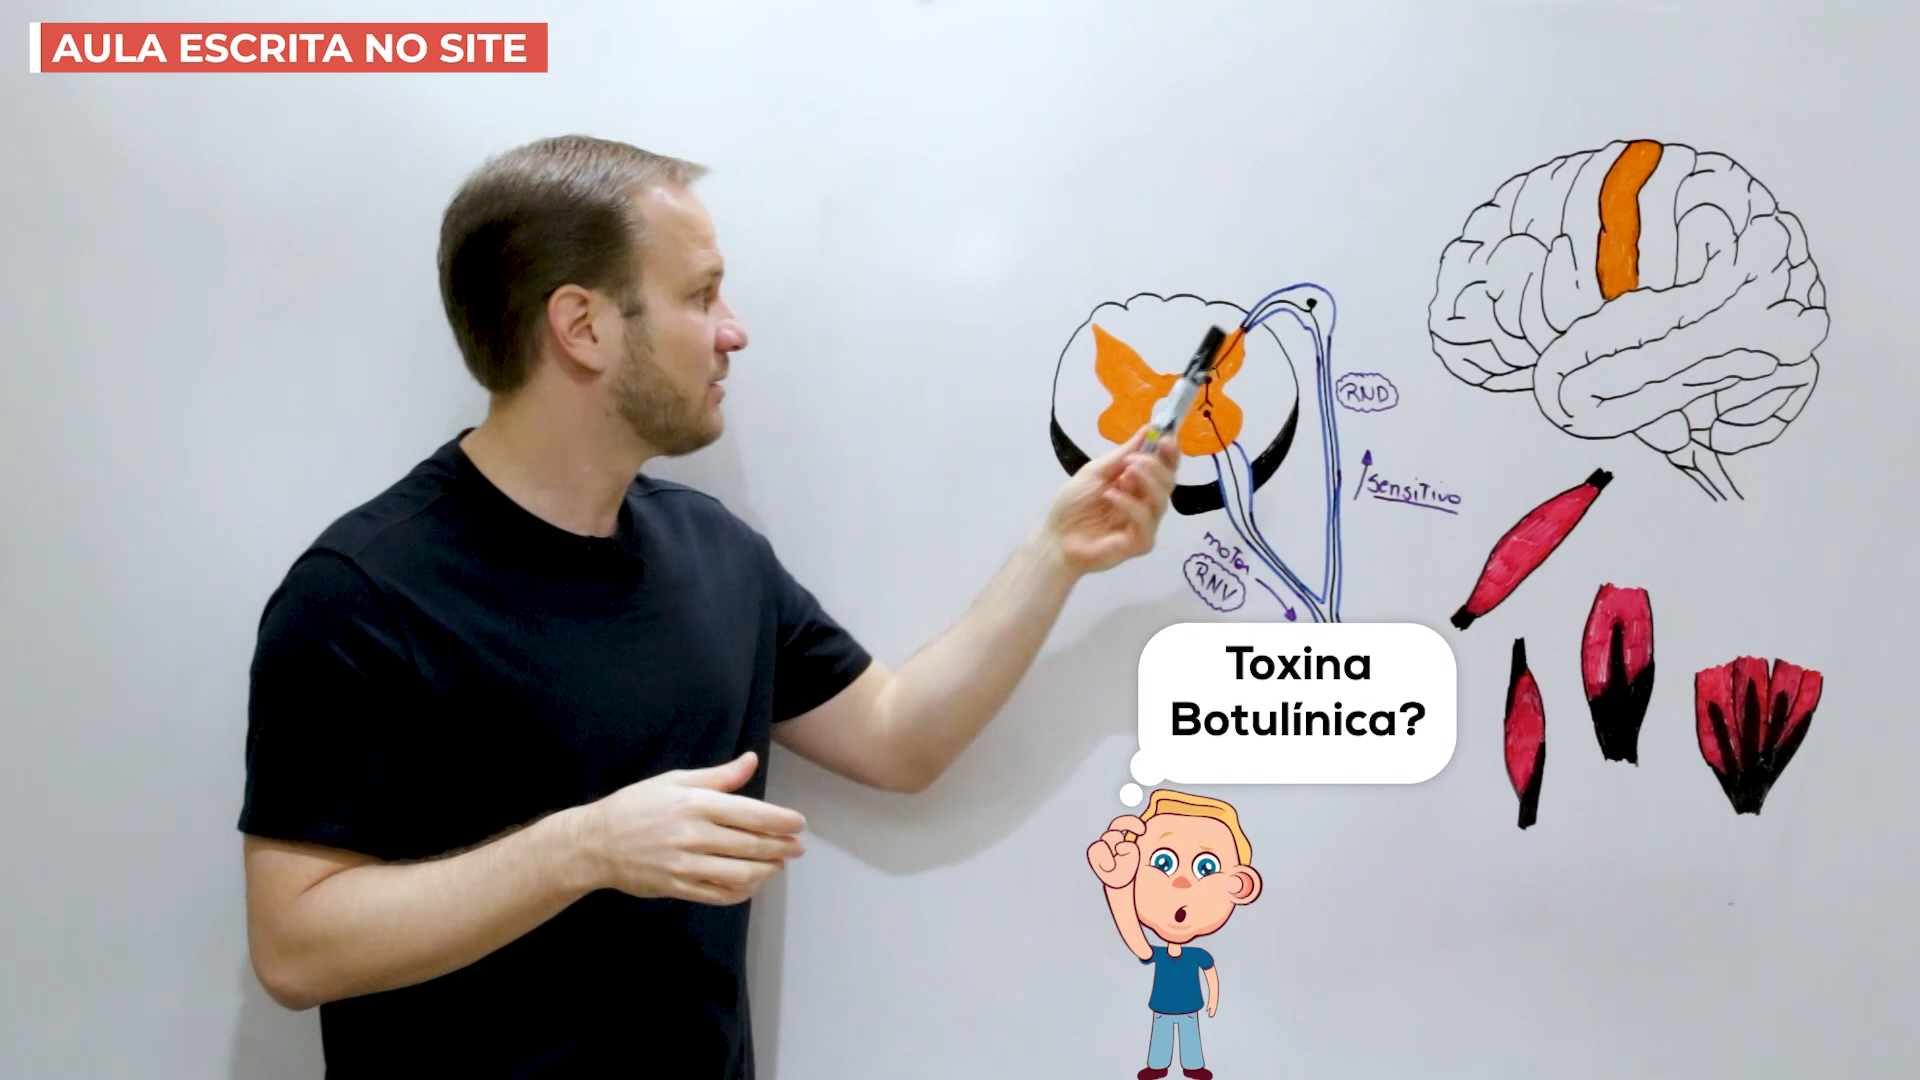 AULA ESCRITA NO SITE
RND
Sensitivo
motor
RNV
Toxina
Botulínica?